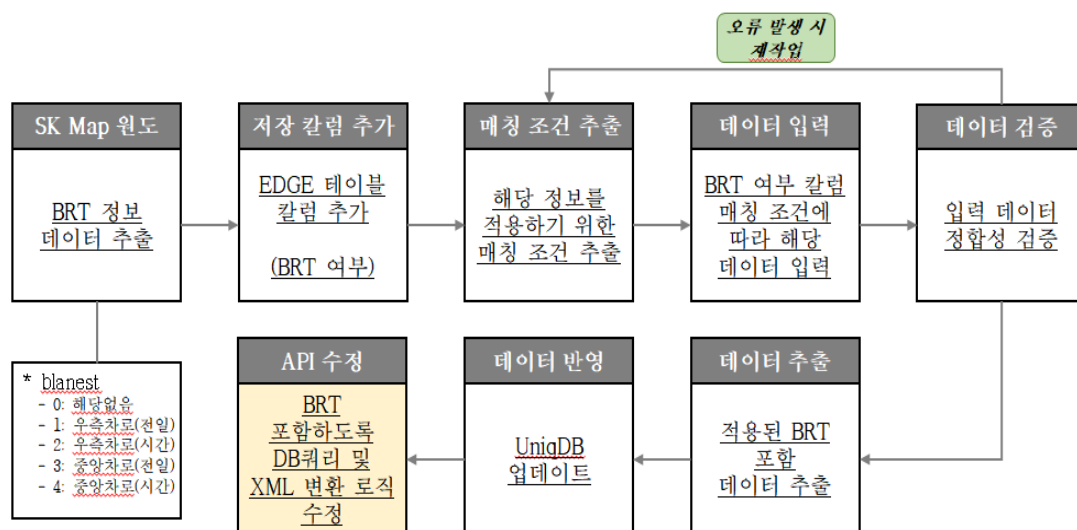 오류 발생 시
재작업
SK Map 원도
BRT 정보
데이터 추출
저장 칼럼 추가
EDGE 테이블
칼럼 추가
(BRT 여부)
매칭 조건 추출
해당 정보를
적용하기 위한
매칭 조건 추출
데이터 입력
BRT 여부 칼럼
매칭 조건에
따라 해당
데이터 입력
데이터 검증
입력 데이터
정합성 검증
* blanest
- 0: 해당없음
- 1: 우측차로(전일)
- 2: 우측차로(시간)
- 3: 중앙차로(전일)
- 4: 중앙차로(시간)
API 수정
BRT
포함하도록
DB쿼리 및
XML 변환 로직
수정
데이터 반영
UniqDB
업데이트
데이터 추출
적용된 BRT
포함
데이터 추출